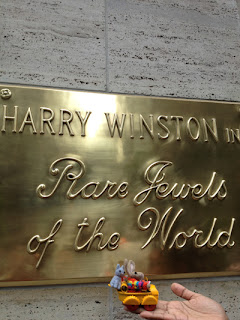 HARRY WINSTON IN
Rare Jewels
of the World